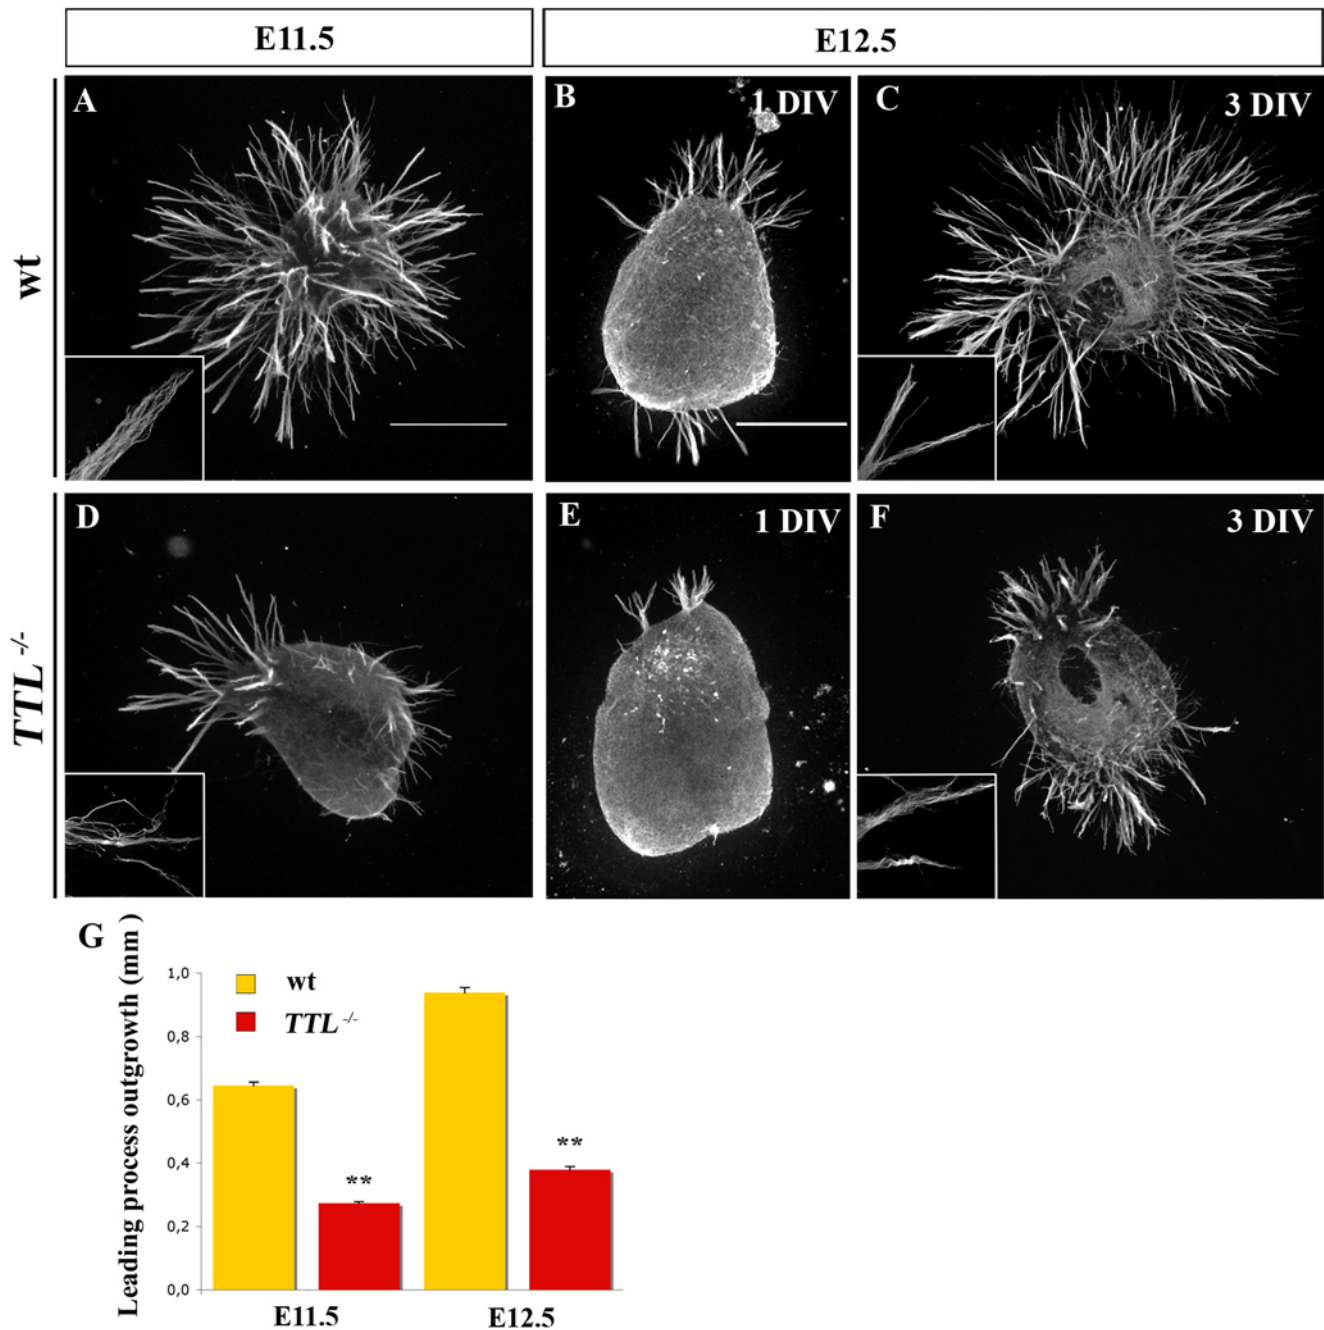 E11.5
E12.5
wt
A
B
1 DIV
C
3 DIV
TTL -/-
D
E
1 DIV
F
3 DIV
G
Leading process outgrowth (mm)
1,0
0,8
0,6
0,4
0,2
0,0
wt
TTL -/-
**
**
E11.5
E12.5